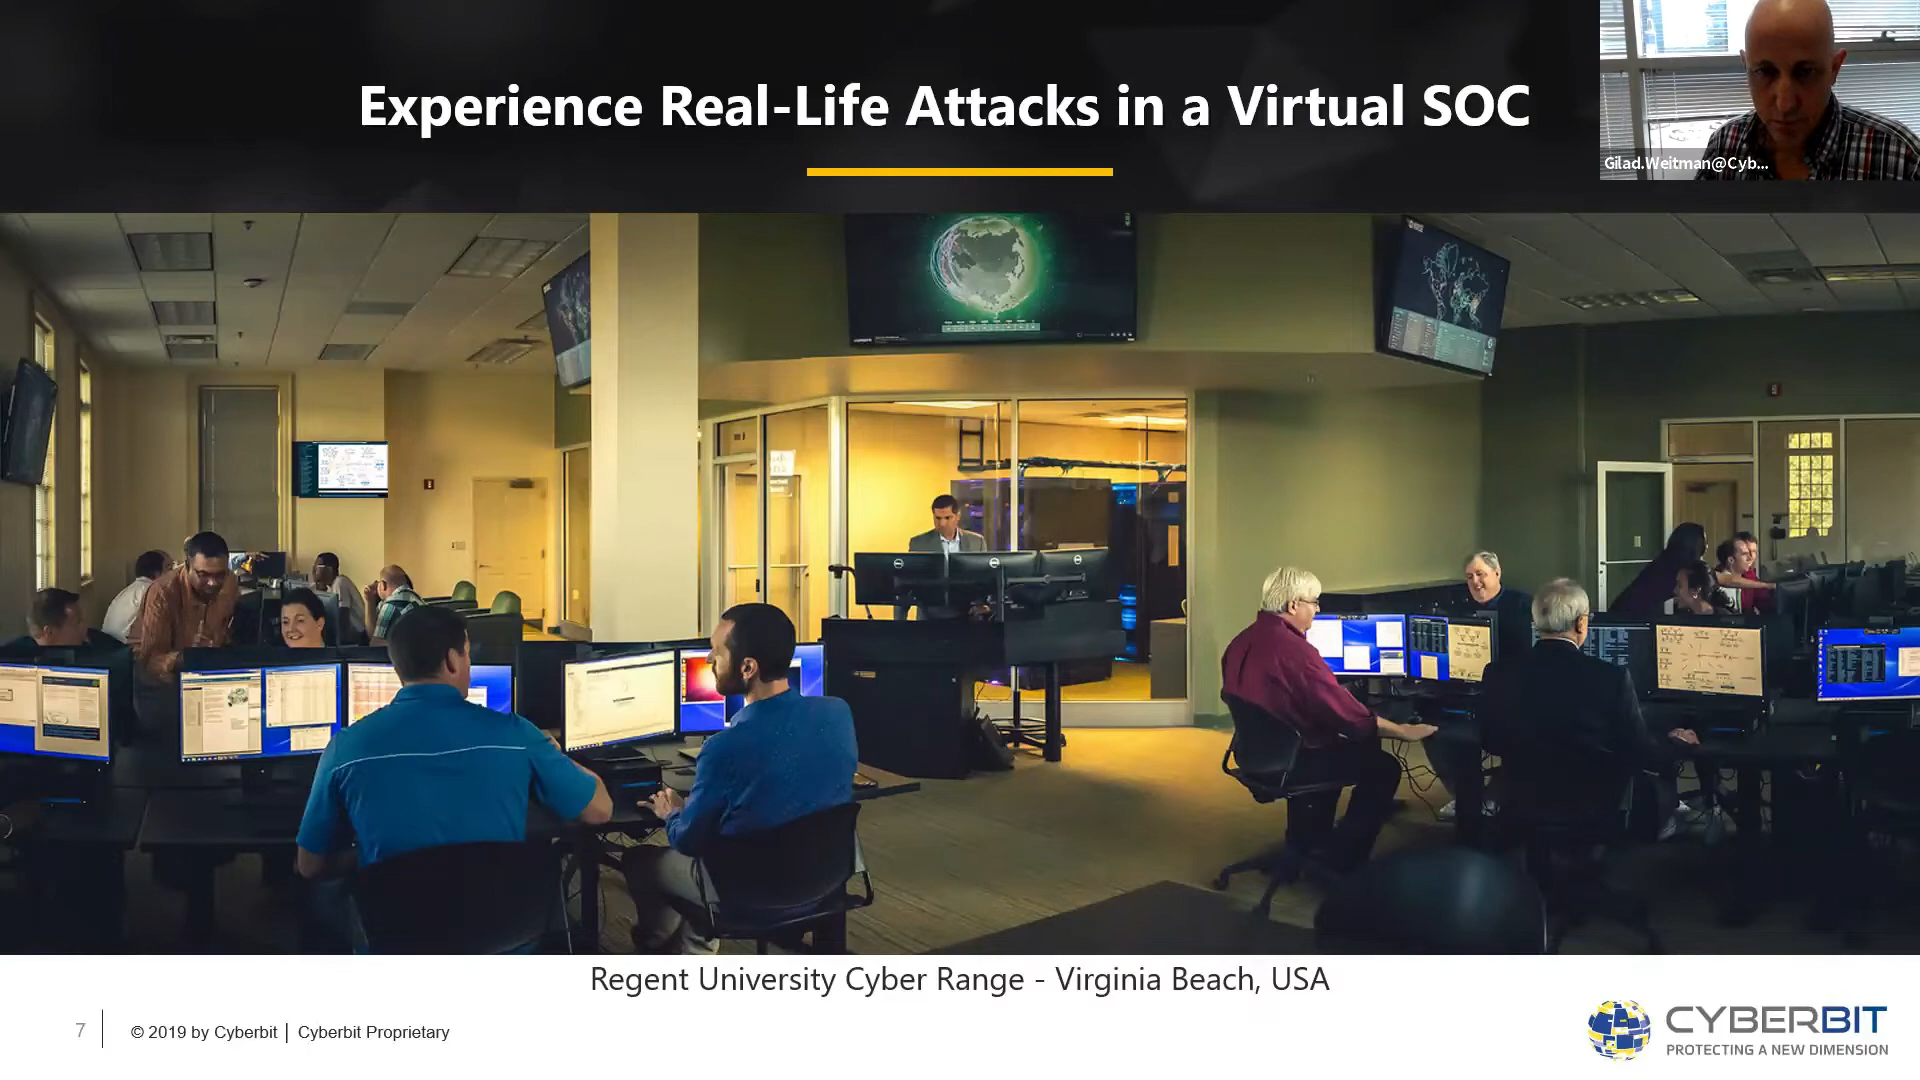 Experience Real-Life Attacks in a Virtual SOC
Gilad.Weitman@Cyb...
Regent University Cyber Range - Virginia Beach, USA
7
© 2019 by Cyberbit | Cyberbit Proprietary
CYBERBIT
PROTECTING A NEW DIMENSION